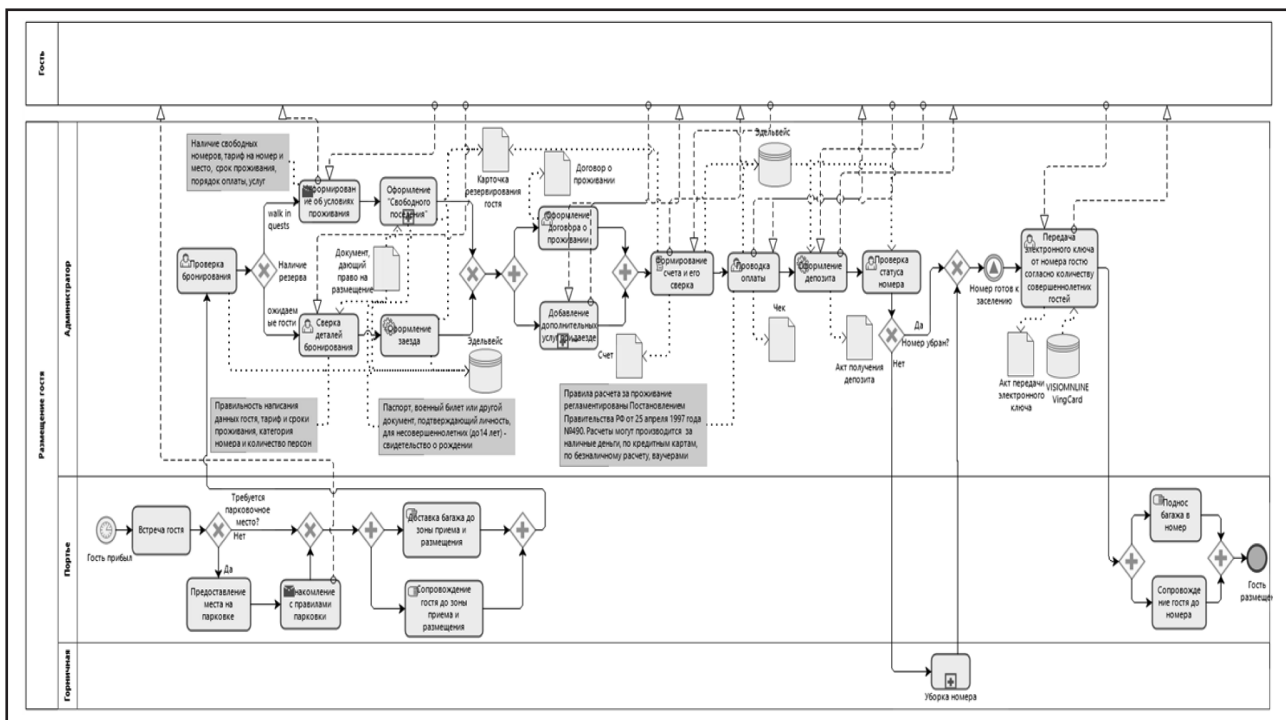 Гость
Размещение гостя
Администратор
Наличие свободных
номеров, тариф на номер и
место, срок проживания,
порядок оплаты, услуг
walk in
quests
Проверка
бронирования
Наличие
резерва
ожидаем
ые гости
ие об условиях
проживания
Оформление
"Свободного
поселения"
Документ,
дающий
право на
размещение
Сверка
деталей
бронирования
Оформление
заезда
Эдельвейс
Карточка
резервирования
гостя
Договор о
проживании
Оформление
договора о
проживании
Добавление
дополнительных
услуг при заезде
Счет
Формирование
счета и его
сверка
Проводка
оплаты
Чек
Эдельвейс
Оформление
депозита
Акт получения
депозита
Проверка
статуса
номера
Да
Номер убран?
Нет
Номер готов к
заселению
Передача
электронного ключа
от номера гостю
согласно количеству
совершеннолетних
гостей
Акт передачи
электронного
ключа
VISIOMNLINE
VingCard
Правильность написания
данных гостя, тариф и сроки
проживания, категория
номера и количество персон
Паспорт, военный билет или другой
документ, подтверждающий личность,
для несовершеннолетних (до14 лет) -
свидетельство о рождении
Правила расчета за проживание
регламентированы Постановлением
Правительства РФ от 25 апреля 1997 года
№490. Расчеты могут производится за
наличные деньги, по кредитным картам,
по безналичному расчету, ваучерами
Портье
Гость прибыл
Встреча гостя
Требуется
парковочное
место?
Нет
Да
Предоставление
места на
парковке
знакомление
с правилами
парковки
Доставка багажа до
зоны приема и
размещения
Сопровождение
гостя до зоны
приема и
размещения
Поднос
багажа в
номер
Сопровожде
ние гостя до
номера
Гость
размеще
Горничная
Уборка номера